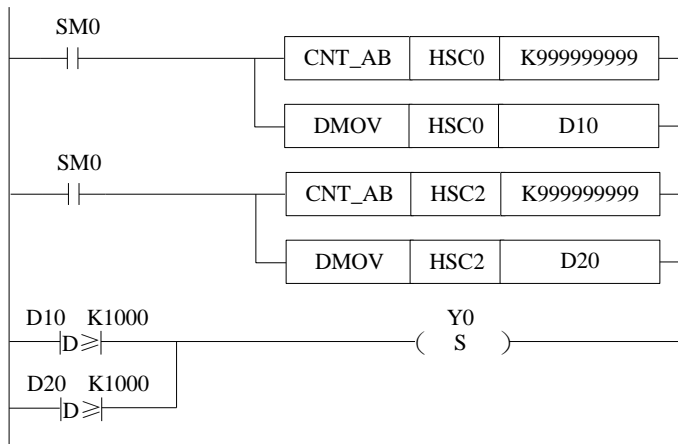 SM0
CNT_AB HSC0 K999999999
DMOV HSC0 D10
SM0
CNT_AB HSC2 K999999999
DMOV HSC2 D20
D10 K1000 Y0
D≥ S
D20 K1000
D≥